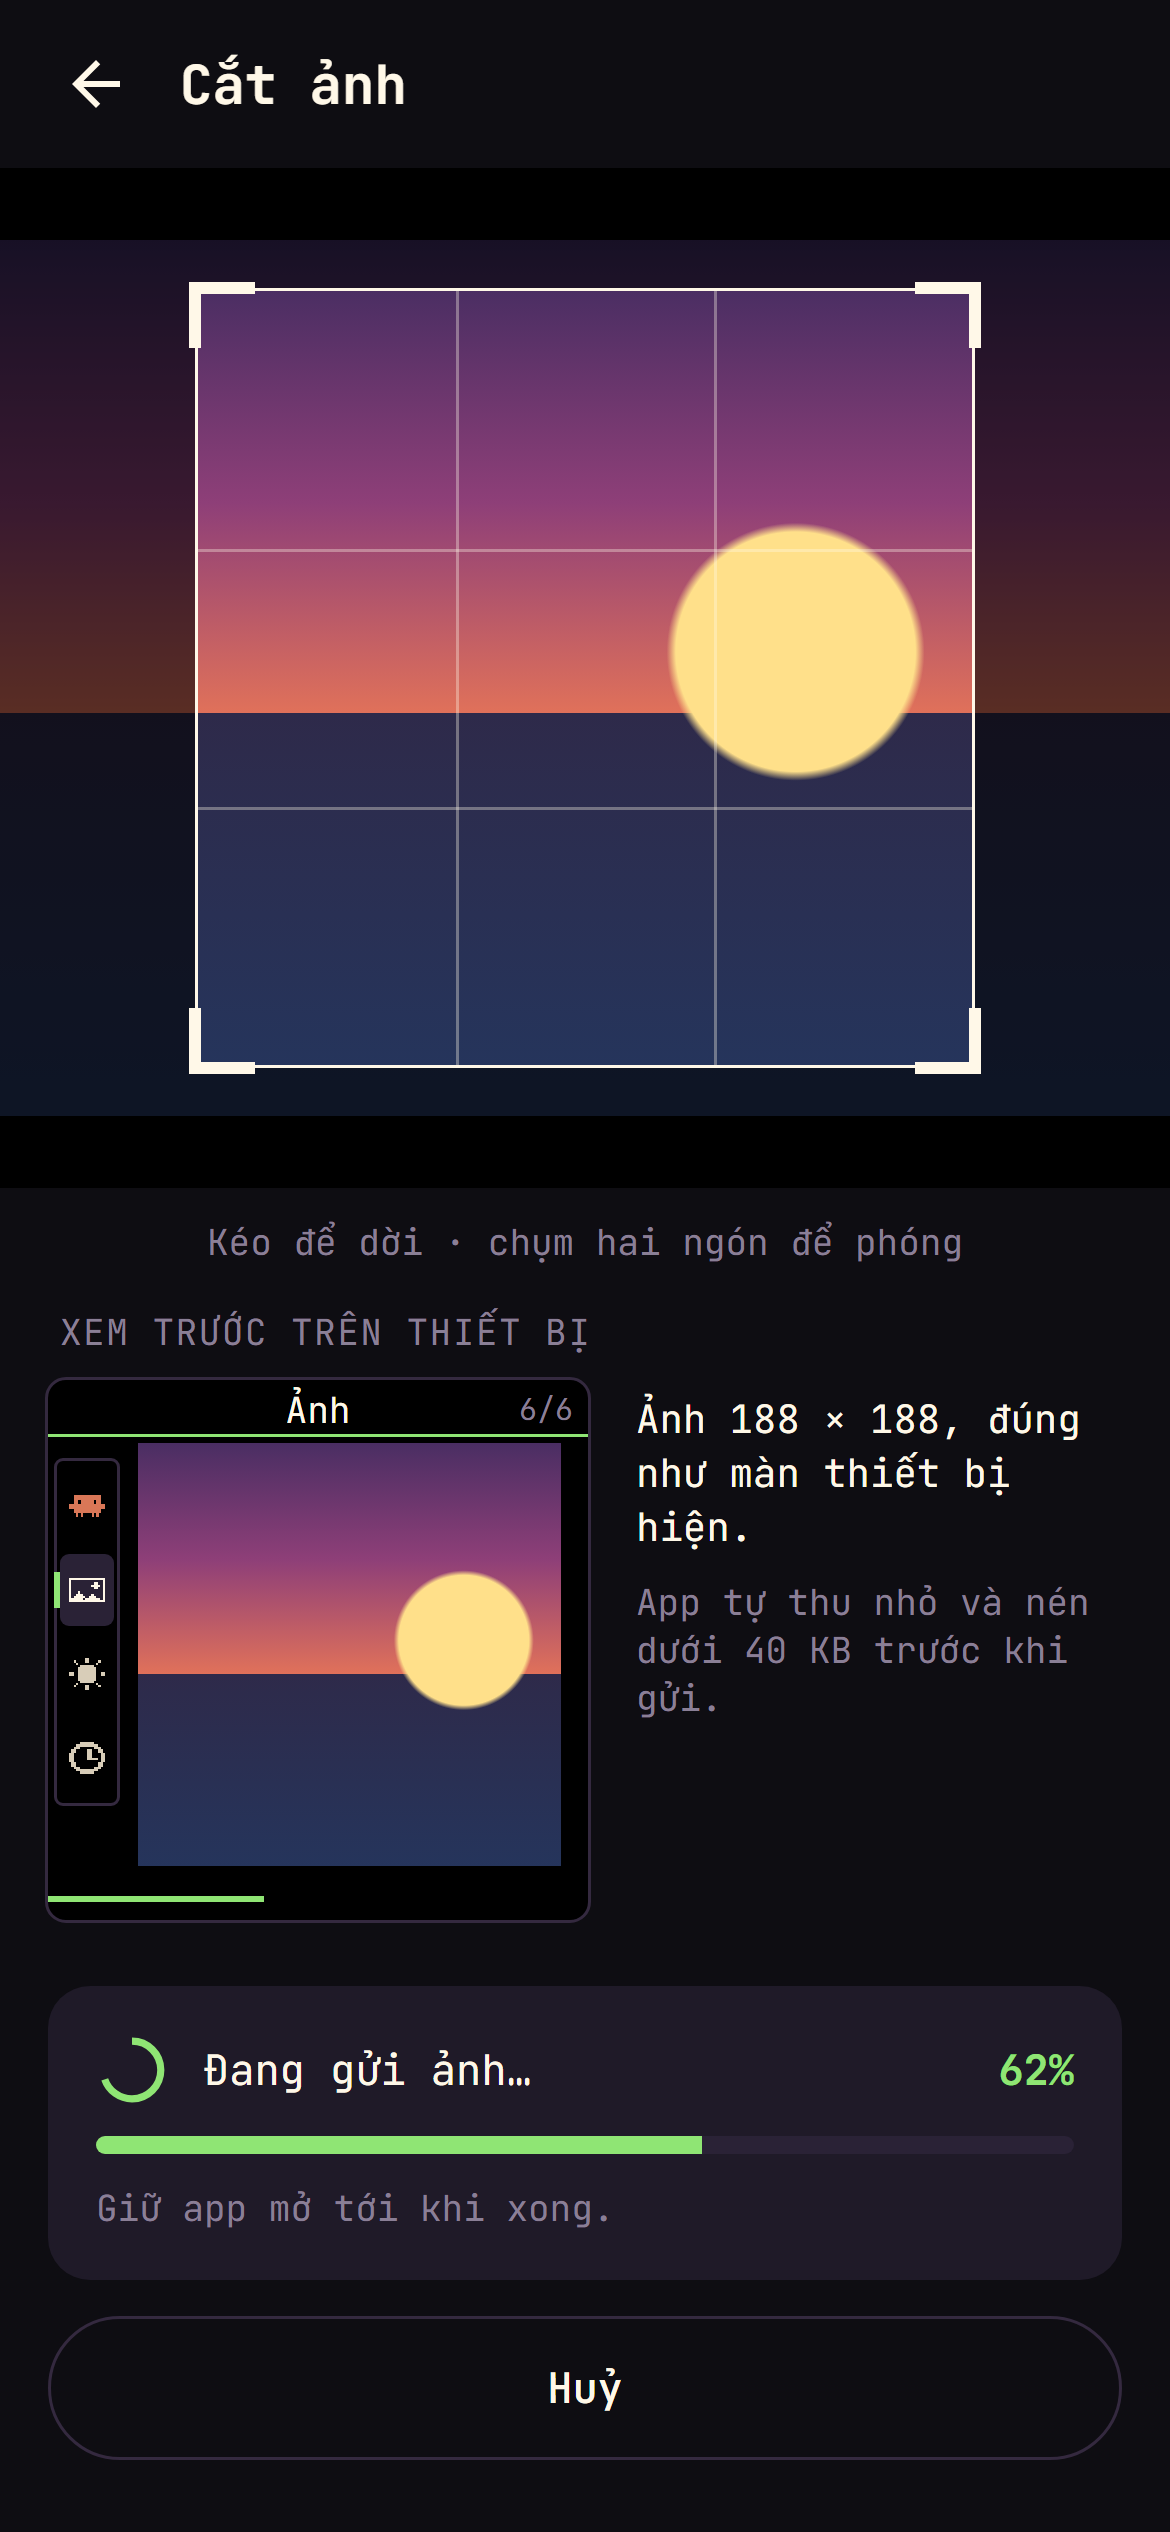 Cắt ảnh
Kéo để dời · chụm hai ngón để phóng
XEM TRƯỚC TRÊN THIẾT BỊ
Ảnh 6/6
Ảnh 188 × 188, đúng
như màn thiết bị
hiện.
App tự thu nhỏ và nén
dưới 40 KB trước khi
gửi.
Đang gửi ảnh… 62%
Giữ app mở tới khi xong.
Huỷ